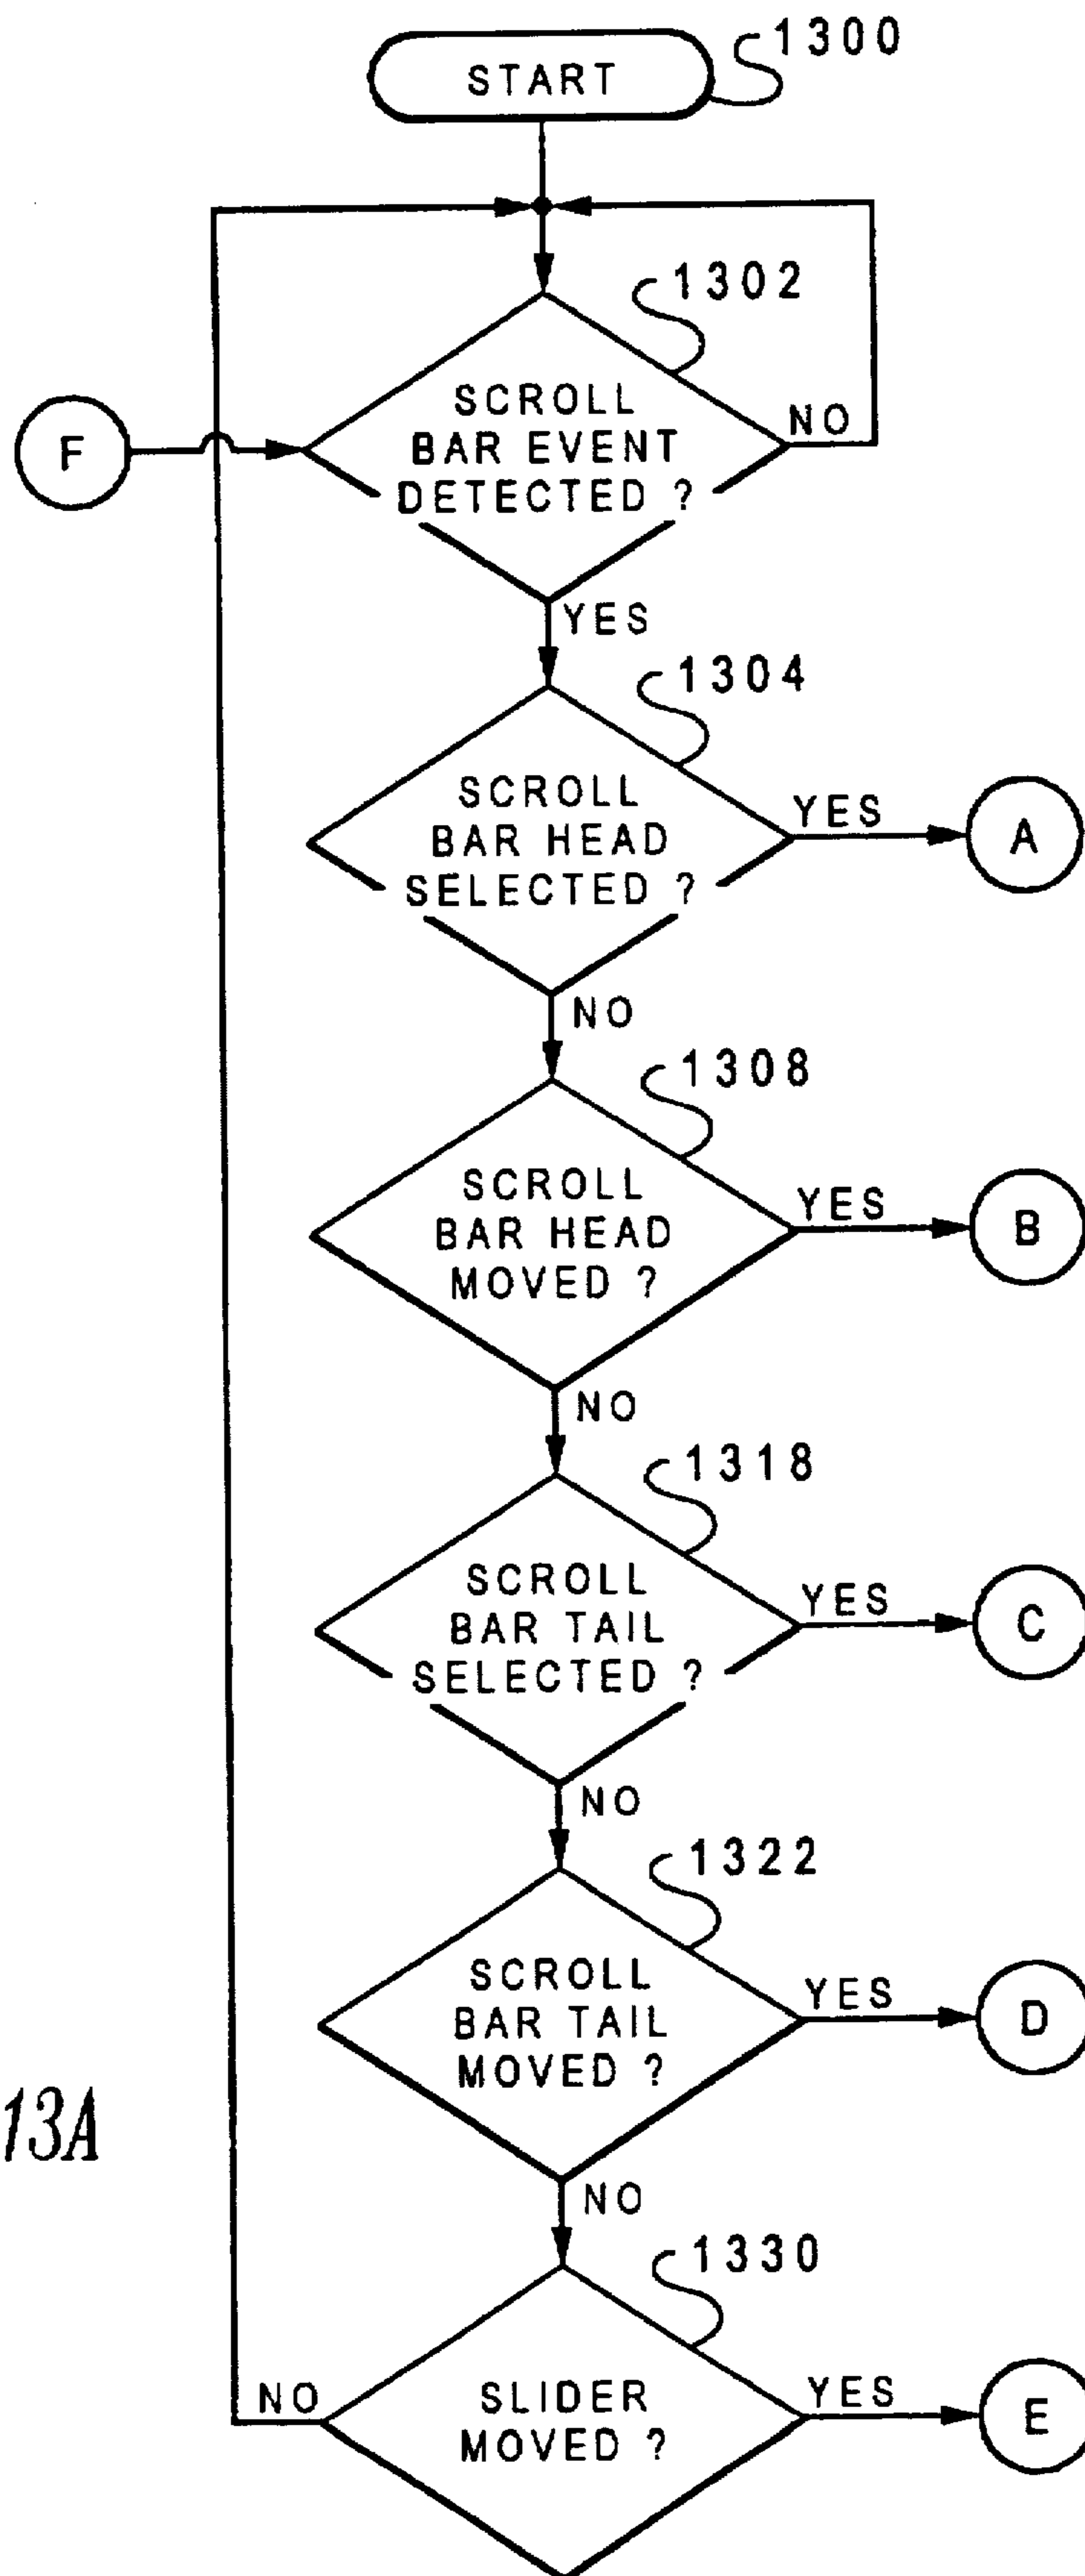 1300
START
1302
SCROLL
BAR EVENT
DETECTED ?
NO
F
YES
1304
SCROLL
BAR HEAD
SELECTED ?
YES
A
NO
1308
SCROLL
BAR HEAD
MOVED ?
YES
B
NO
1318
SCROLL
BAR TAIL
SELECTED ?
YES
C
NO
1322
SCROLL
BAR TAIL
MOVED ?
YES
D
13A
NO
1330
NO
SLIDER
MOVED ?
YES
E